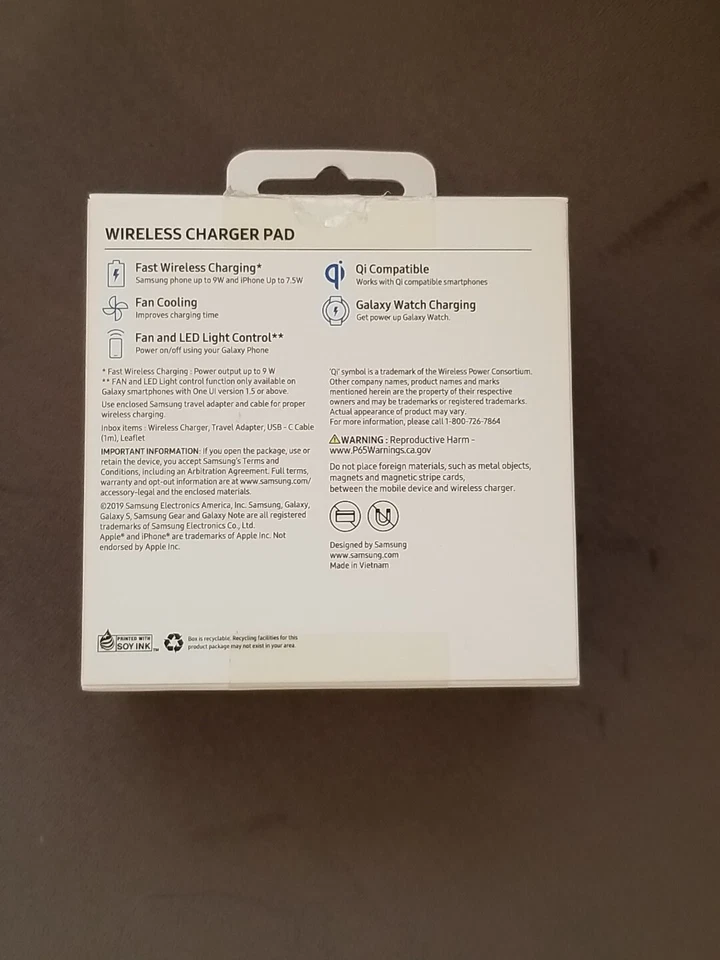 WIRELESS CHARGER PAD
Fast Wireless Charging*
Samsung phone up to 9W and iPhone Up to 7.5W
Fan Cooling
Improves charging time
Fan and LED Light Control**
Power on/off using your Galaxy Phone
* Fast Wireless Charging : Power output up to 9 W
** FAN and LED Light control function only available on
Galaxy smartphones with One UI version 1.5 or above.
Use enclosed Samsung travel adapter and cable for proper
wireless charging.
Inbox items : Wireless Charger, Travel Adapter, USB - C Cable
(1m), Leaflet
IMPORTANT INFORMATION: If you open the package, use or
retain the device, you accept Samsung's Terms and
Conditions, including an Arbitration Agreement. Full terms,
warranty and opt-out information are at www.samsung.com/
accessory-legal and the enclosed materials.
©2019 Samsung Electronics America, Inc. Samsung, Galaxy,
Galaxy S, Samsung Gear and Galaxy Note are all registered
trademarks of Samsung Electronics Co., Ltd.
Apple® and iPhone® are trademarks of Apple Inc. Not
endorsed by Apple Inc.
PRINTED WITH
SOY INK™
Box is recyclable. Recycling facilities for this
product package may not exist in your area.
qi
Qi Compatible
Works with Qi compatible smartphones
Galaxy Watch Charging
Get power up Galaxy Watch.
'Qi' symbol is a trademark of the Wireless Power Consortium.
Other company names, product names and marks
mentioned herein are the property of their respective
owners and may be trademarks or registered trademarks.
Actual appearance of product may vary.
For more information, please call 1-800-726-7864
WARNING : Reproductive Harm -
www.P65Warnings.ca.gov
Do not place foreign materials, such as metal objects,
magnets and magnetic stripe cards,
between the mobile device and wireless charger.
Designed by Samsung
www.samsung.com
Made in Vietnam